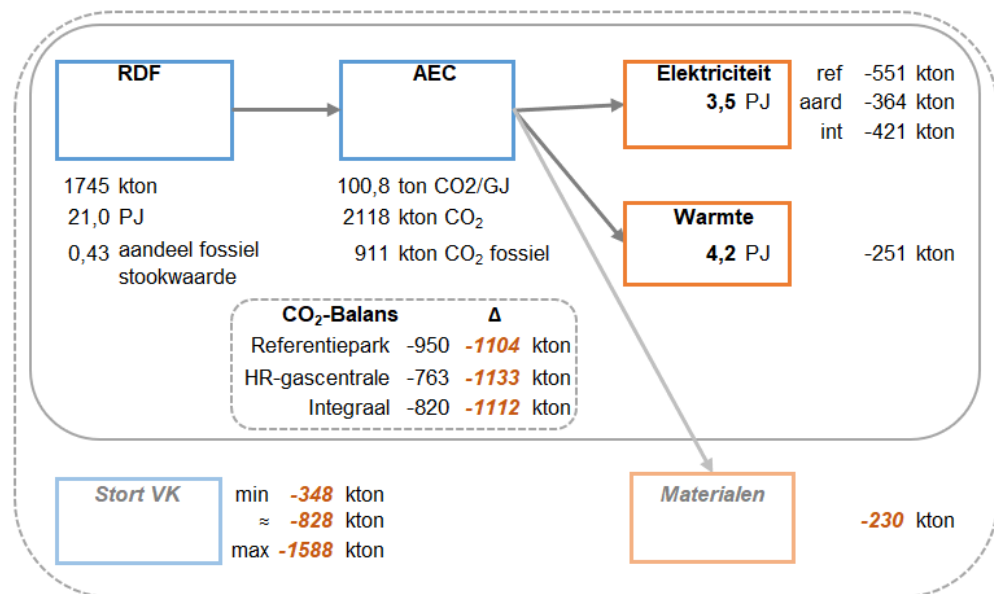 RDF
AEC
Elektriciteit
3,5 PJ
ref -551 kton
aard -364 kton
int -421 kton
1745 kton
21,0 PJ
0,43 aandeel fossiel
stookwaarde
100,8 ton CO2/GJ
2118 kton CO₂
911 kton CO₂ fossiel
Warmte
4,2 PJ
-251 kton
CO₂-Balans Δ
Referentiepark -950 -1104 kton
HR-gascentrale -763 -1133 kton
Integraal -820 -1112 kton
Stort VK
min -348 kton
≈ -828 kton
max -1588 kton
Materialen
-230 kton